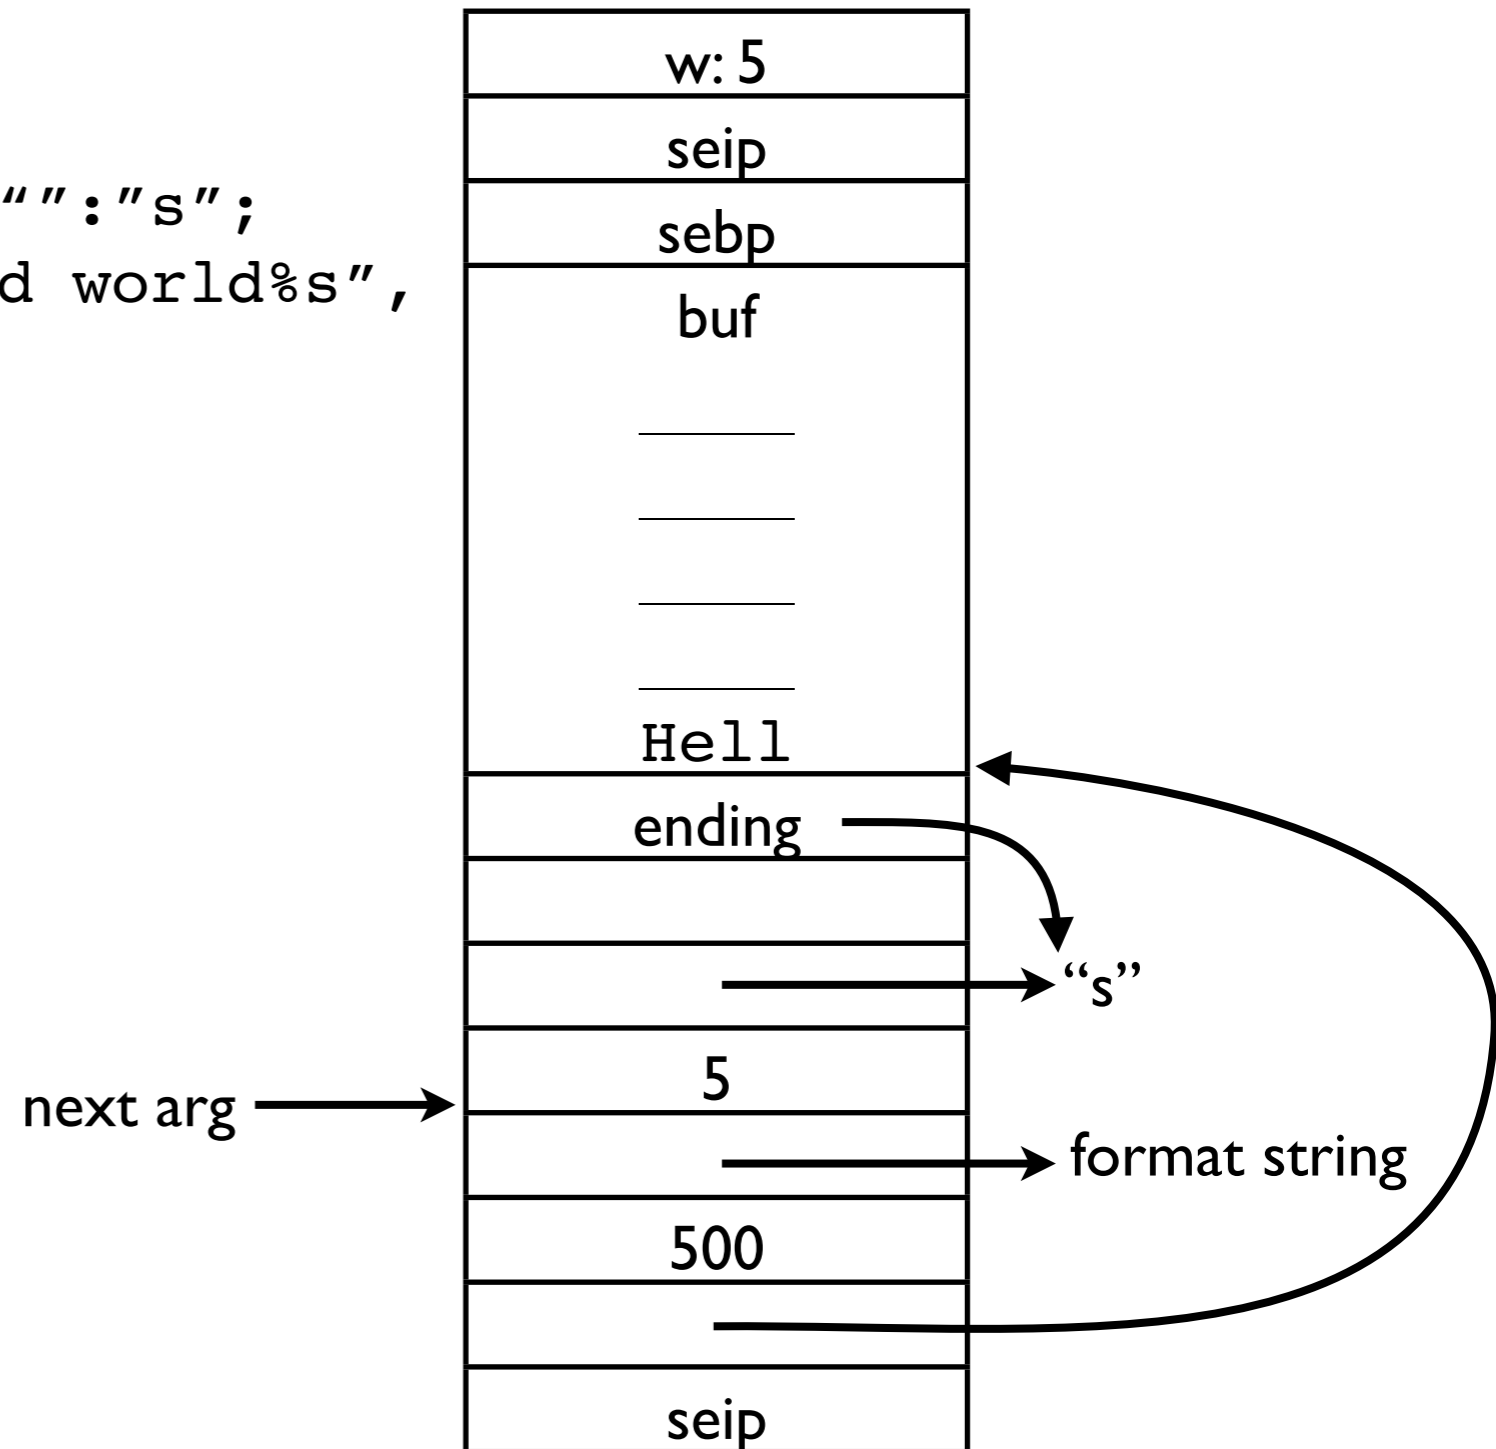 w: 5
seip
“”:”s”;
sebp
d world%s”,
buf
Hell
ending
“s”
5
next arg
format string
500
seip